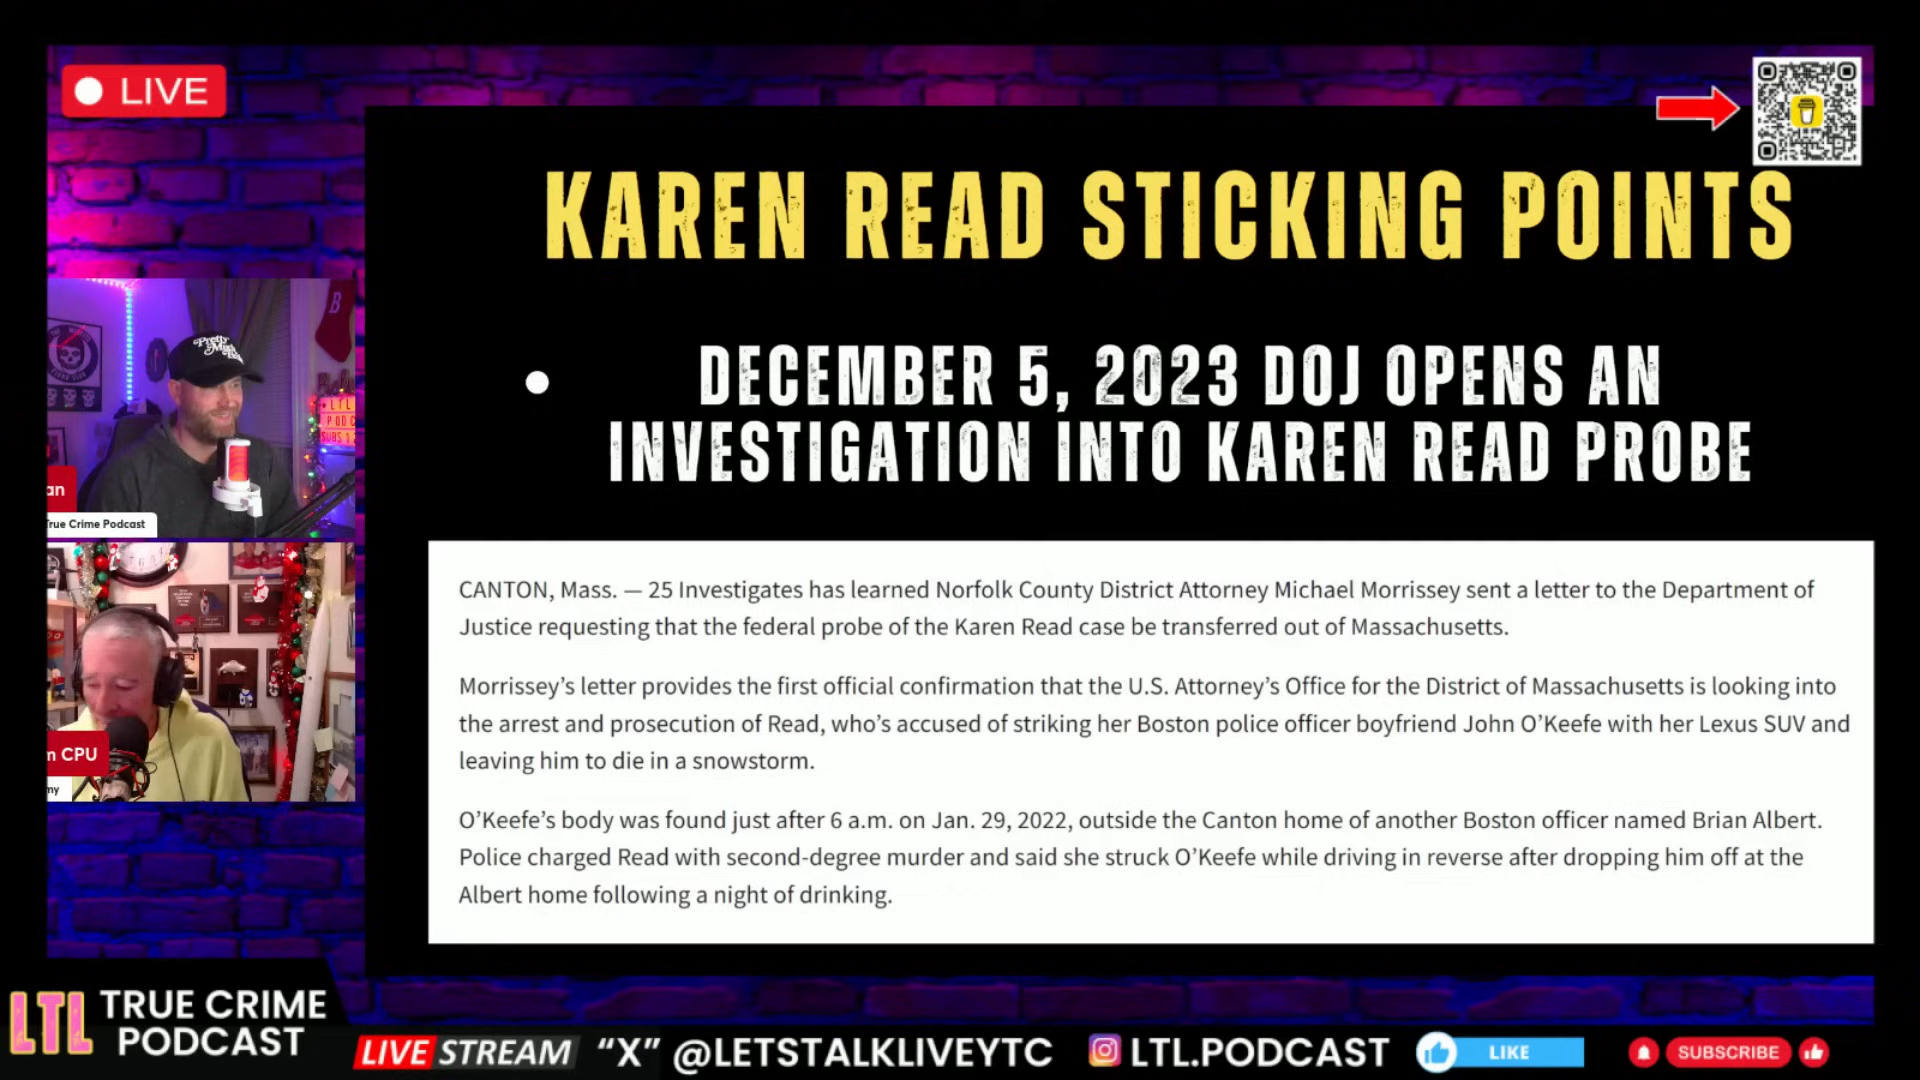 LIVE
KAREN READ STICKING POINTS
• DECEMBER 5, 2023 DOJ OPENS AN
INVESTIGATION INTO KAREN READ PROBE
CANTON, Mass. — 25 Investigates has learned Norfolk County District Attorney Michael Morrissey sent a letter to the Department of
Justice requesting that the federal probe of the Karen Read case be transferred out of Massachusetts.
Morrissey’s letter provides the first official confirmation that the U.S. Attorney’s Office for the District of Massachusetts is looking into
the arrest and prosecution of Read, who’s accused of striking her Boston police officer boyfriend John O’Keefe with her Lexus SUV and
leaving him to die in a snowstorm.
O’Keefe’s body was found just after 6 a.m. on Jan. 29, 2022, outside the Canton home of another Boston officer named Brian Albert.
Police charged Read with second-degree murder and said she struck O’Keefe while driving in reverse after dropping him off at the
Albert home following a night of drinking.
B
Pretty
Much
LTL
POD
SUBS 12
an
True Crime Podcast
n CPU
my
LTL TRUE CRIME
PODCAST
LIVE STREAM “X” @LETSTALKLIVEYTC LTL.PODCAST LIKE SUBSCRIBE